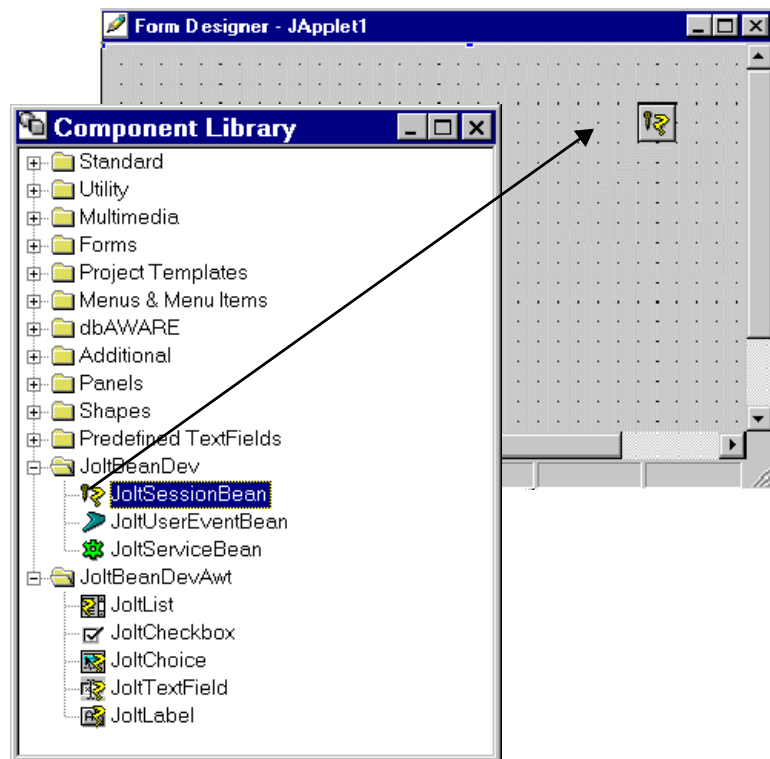 Form Designer - JApplet1
Component Library
Standard
Utility
Multimedia
Forms
Project Templates
Menus & Menu Items
dbAWARE
Additional
Panels
Shapes
Predefined TextFields
JoltBeanDev
JoltSessionBean
JoltUserEventBean
JoltServiceBean
JoltBeanDevAwt
JoltList
JoltCheckbox
JoltChoice
JoltTextField
JoltLabel